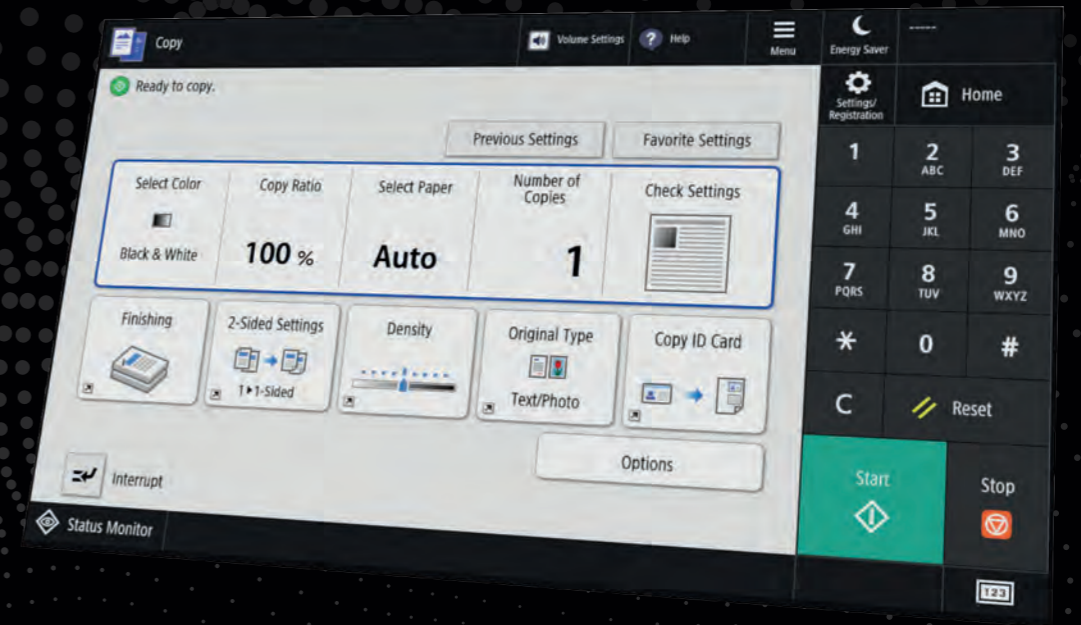 Copy
Volume Settings
? Help
Menu
Energy Saver
-----
Ready to copy.
Settings/
Registration
Home
Previous Settings
Favorite Settings
Select Color
Black & White
Copy Ratio
100 %
Select Paper
Auto
Number of
Copies
1
Check Settings
Finishing
2-Sided Settings
1▶1-Sided
Density
Original Type
Text/Photo
Copy ID Card
Options
Interrupt
Status Monitor
1
2
ABC
3
DEF
4
GHI
5
JKL
6
MNO
7
PQRS
8
TUV
9
WXYZ
*
0
#
C
Reset
Start
Stop
123